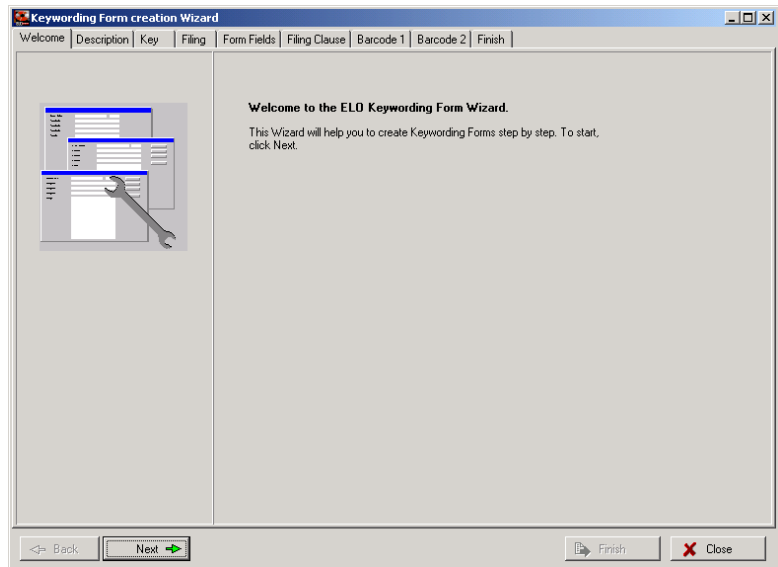 Keywording Form creation Wizard
Welcome Description Key Filing Form Fields Filing Clause Barcode 1 Barcode 2 Finish
Welcome to the ELO Keywording Form Wizard.
This Wizard will help you to create Keywording Forms step by step. To start,
click Next.
Back Next Finish Close